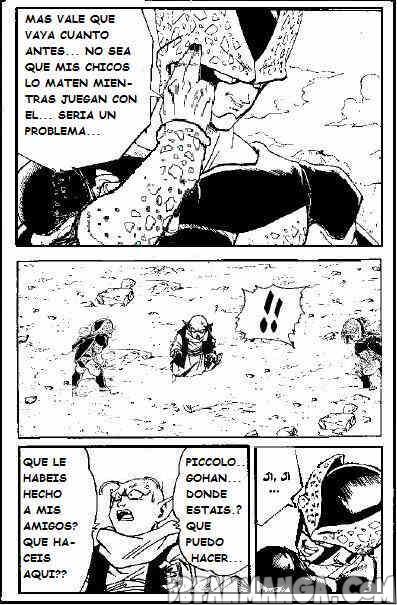 MAS VALE QUE
VAYA CUANTO
ANTES... NO SEA
QUE MIS CHICOS
LO MATEN MIEN-
TRAS JUEGAN CON
EL... SERIA UN
PROBLEMA...
!!
QUE LE
HABEIS
HECHO
A MIS
AMIGOS?
QUE HA-
CEIS
AQUI??
PICCOLO
GOHAN...
DONDE
ESTAIS.?
QUE
PUEDO
HACER...
JI, JI
...
DBFANMANGA.COM